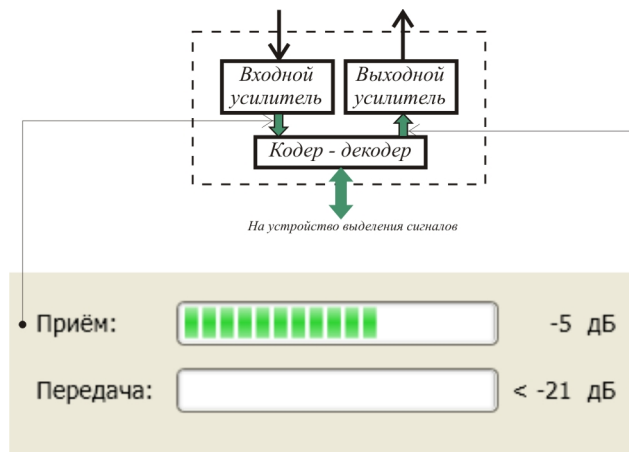 Входной
усилитель
Выходной
усилитель
Кодер - декодер
На устройство выделения сигналов
Приём: -5 дБ
Передача: < -21 дБ